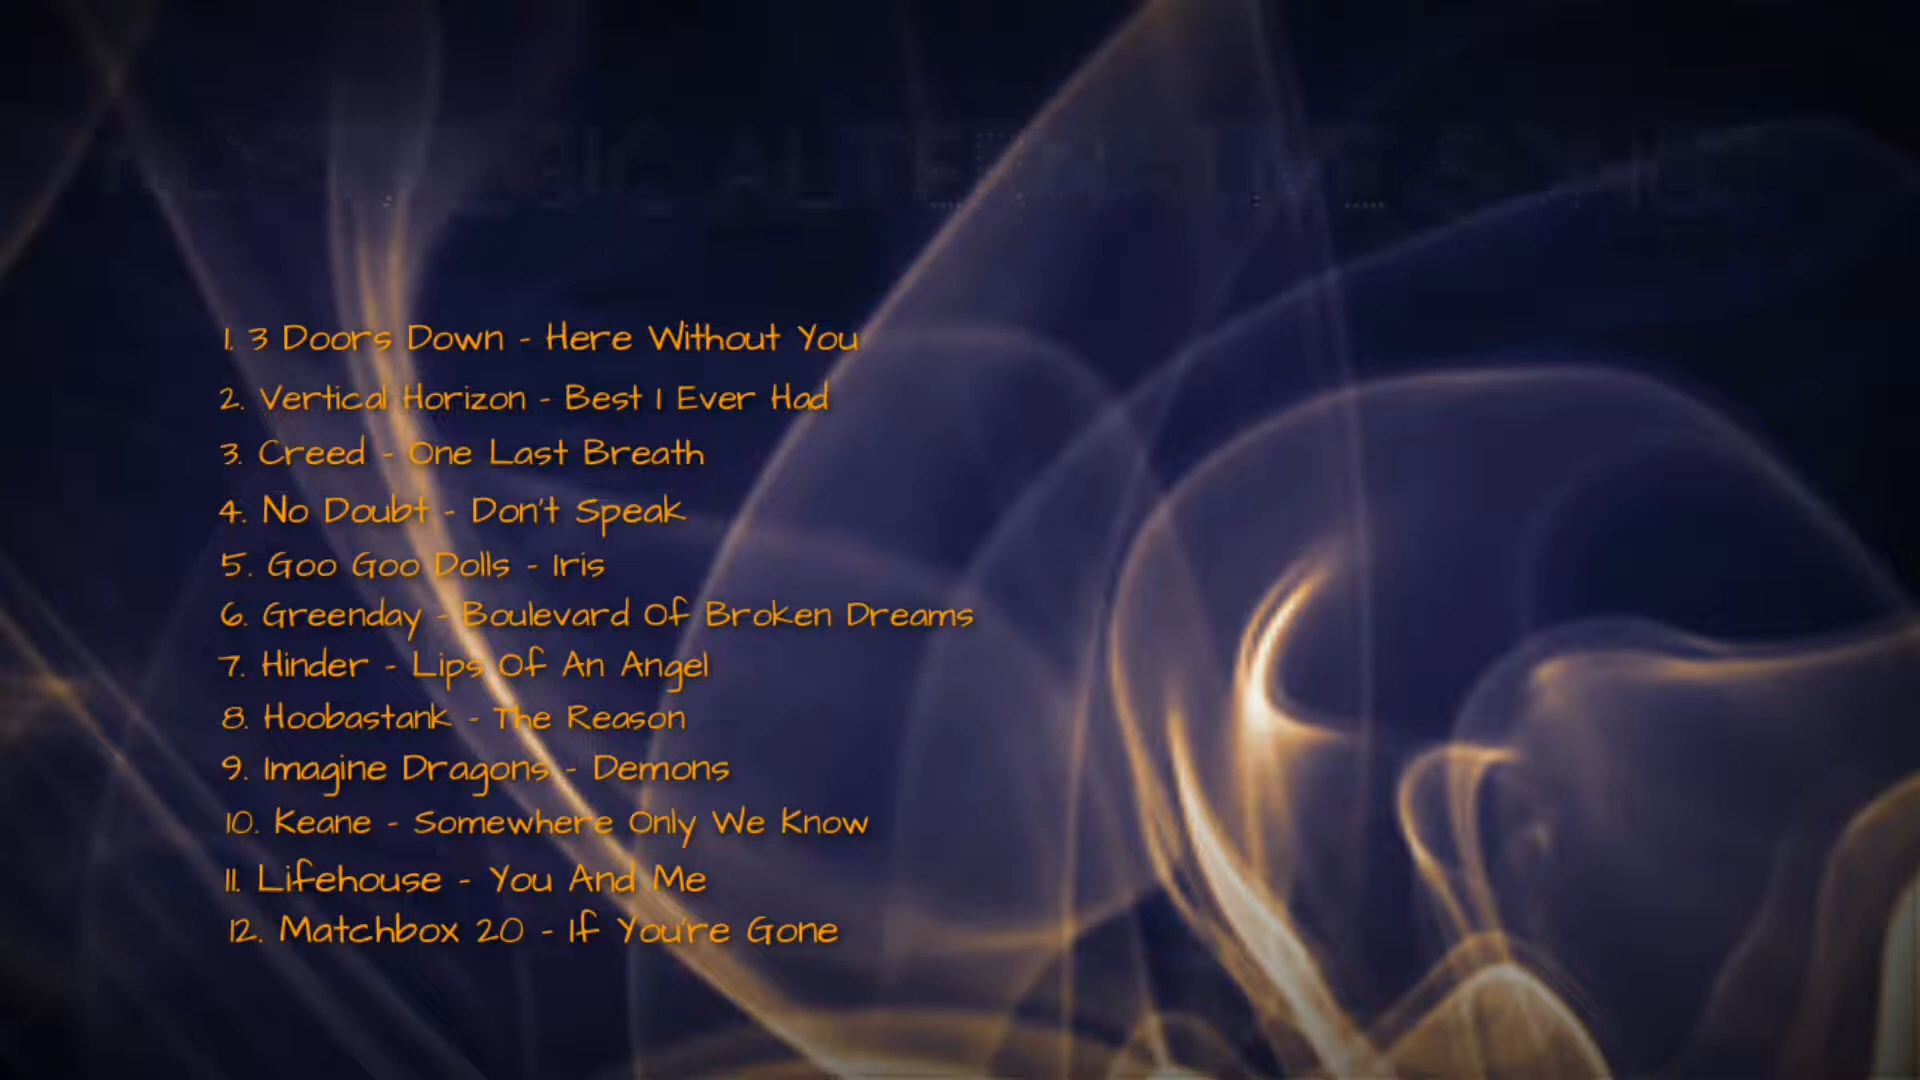 1. 3 Doors Down - Here Without You
2. Vertical Horizon - Best I Ever Had
3. Creed - One Last Breath
4. No Doubt - Don't Speak
5. Goo Goo Dolls - Iris
6. Greenday - Boulevard Of Broken Dreams
7. Hinder - Lips Of An Angel
8. Hoobastank - The Reason
9. Imagine Dragons - Demons
10. Keane - Somewhere Only We Know
11. Lifehouse - You And Me
12. Matchbox 20 - If You're Gone